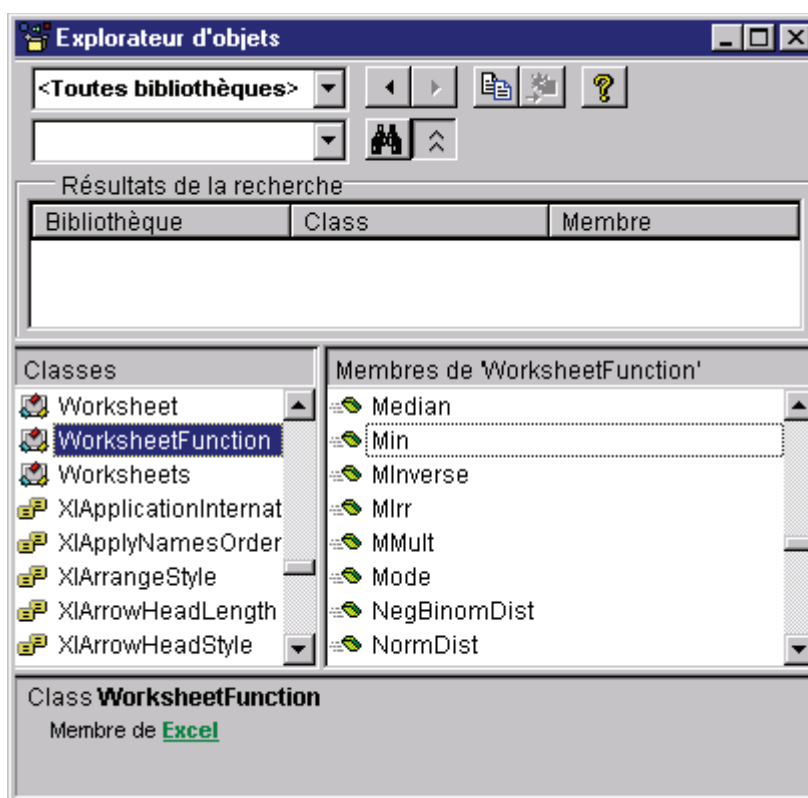 Explorateur d'objets
<Toutes bibliothèques>
Résultats de la recherche
Bibliothèque Class Membre
Classes
Worksheet
WorksheetFunction
Worksheets
XlApplicationInternat
XlApplyNamesOrder
XlArrangeStyle
XlArrowHeadLength
XlArrowHeadStyle
Membres de 'WorksheetFunction'
Median
Min
MInverse
MIrr
MMult
Mode
NegBinomDist
NormDist
Class WorksheetFunction
Membre de Excel